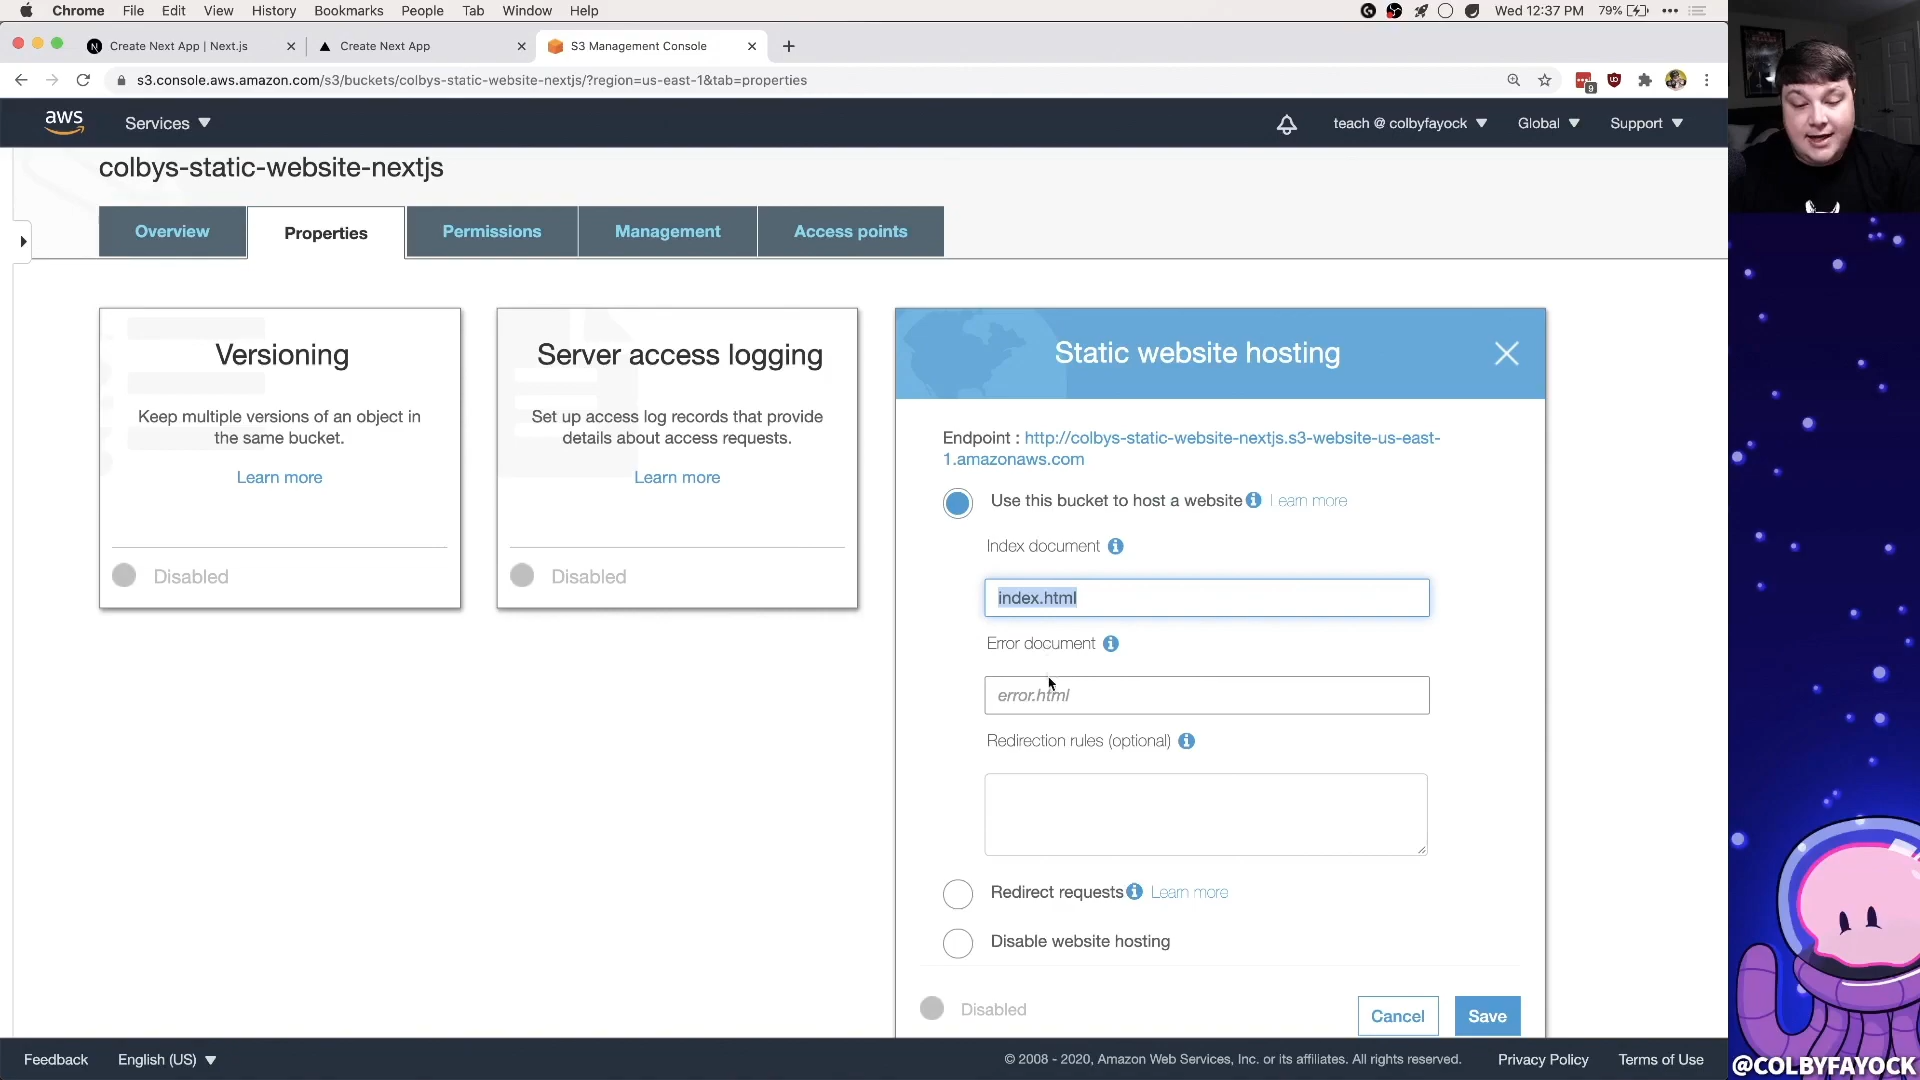 Chrome File Edit View History Bookmarks People Tab Window Help
Wed 12:37 PM 79%
Create Next App | Next.js
Create Next App
S3 Management Console
s3.console.aws.amazon.com/s3/buckets/colbys-static-website-nextjs/?region=us-east-1&tab=properties
9
aws
Services
teach @ colbyfayock
Global
Support
colbys-static-website-nextjs
Overview
Properties
Permissions
Management
Access points
Versioning
Keep multiple versions of an object in
the same bucket.
Learn more
Disabled
Server access logging
Set up access log records that provide
details about access requests.
Learn more
Disabled
Static website hosting
Endpoint : http://colbys-static-website-nextjs.s3-website-us-east-
1.amazonaws.com
Use this bucket to host a website Learn more
Index document
index.html
Error document
error.html
Redirection rules (optional)
Redirect requests Learn more
Disable website hosting
Disabled
Cancel
Save
Feedback
English (US)
© 2008 - 2020, Amazon Web Services, Inc. or its affiliates. All rights reserved.
Privacy Policy
Terms of Use
@COLBYFAYOCK